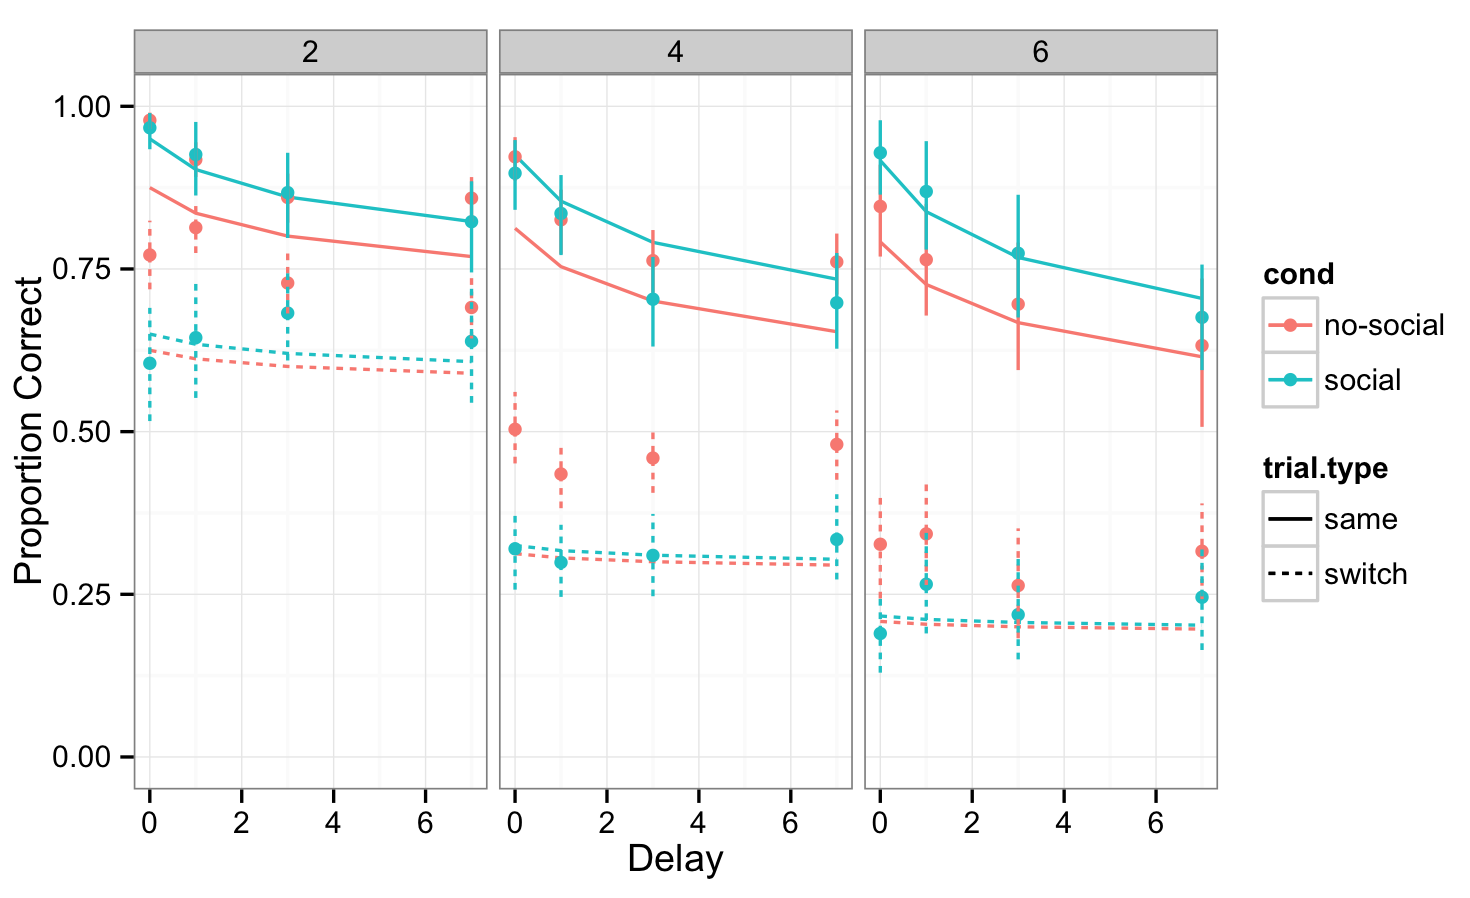 2 4 6
1.00
0.75
0.50
0.25
0.00
Proportion Correct
0 2 4 6 0 2 4 6 0 2 4 6
Delay
cond
no-social
social
trial.type
same
switch